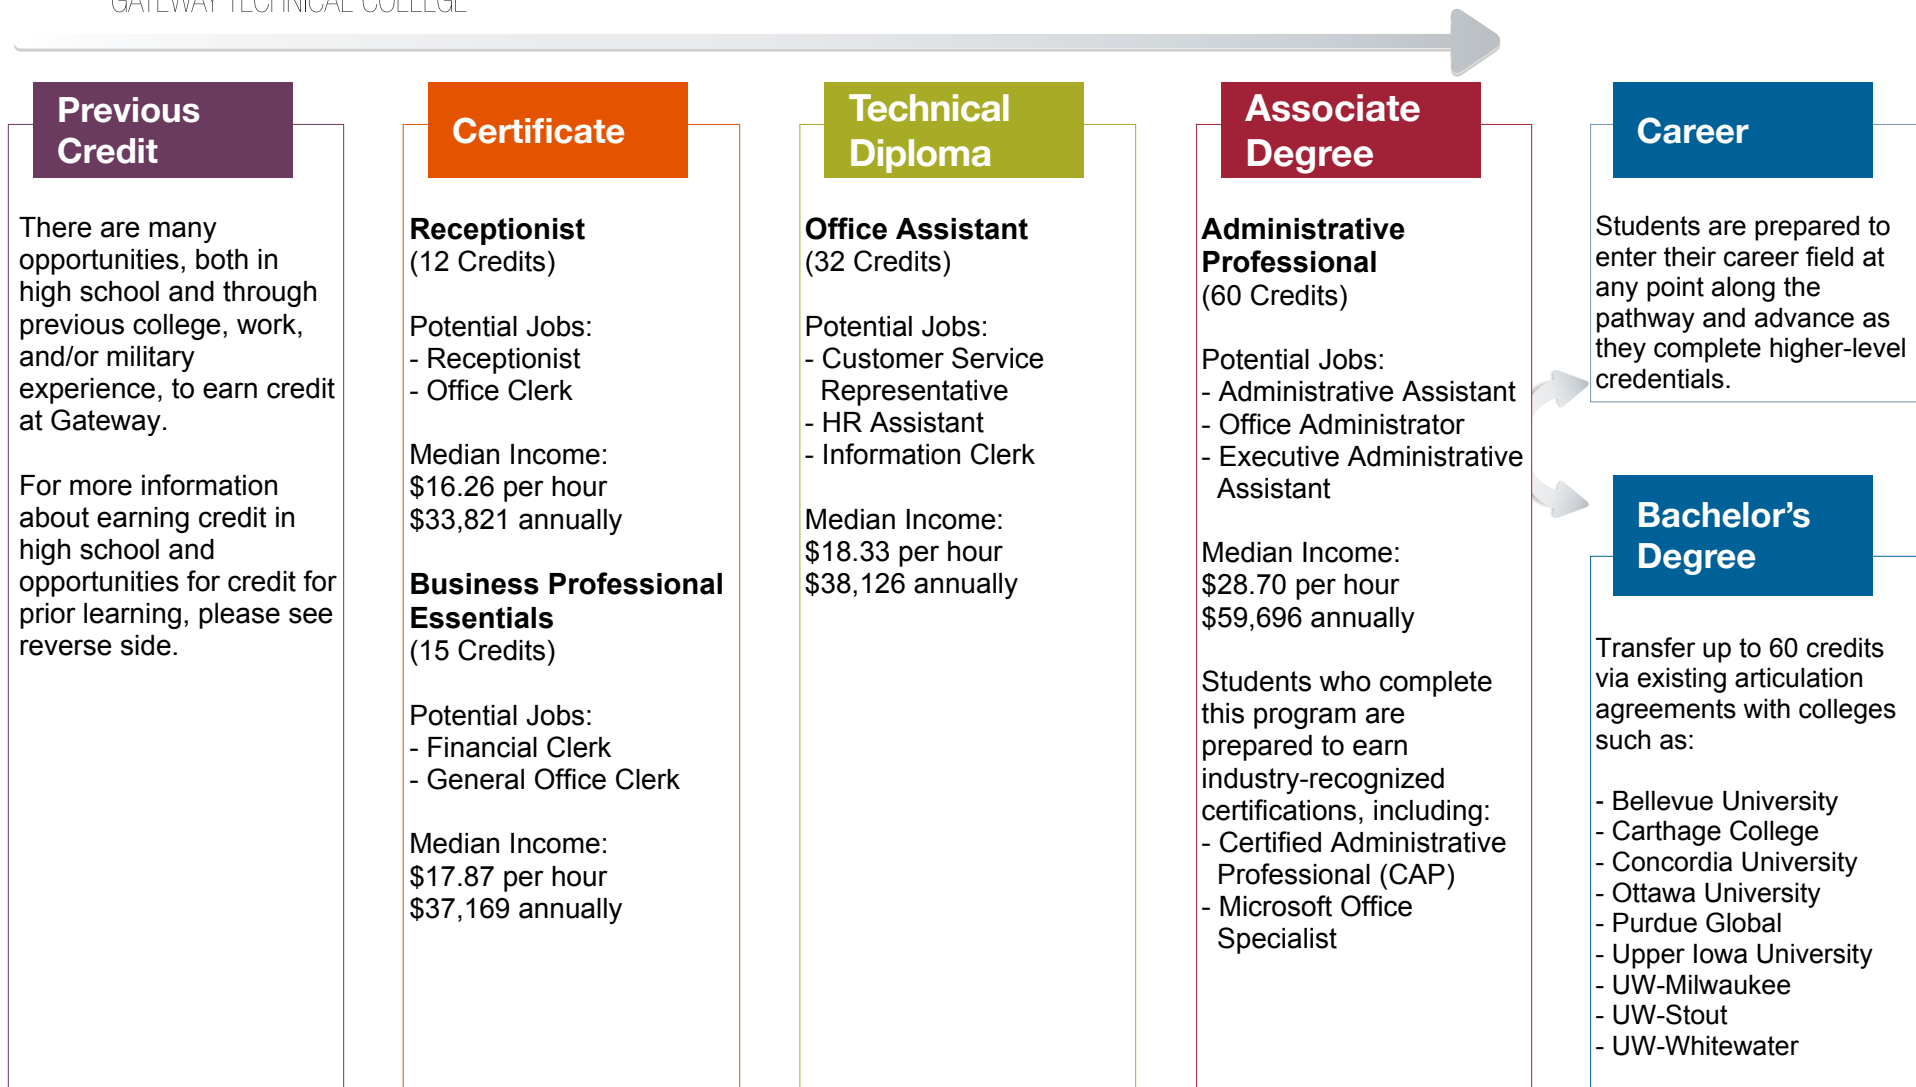 GATEWAY TECHNICAL COLLEGE
Previous
Credit
There are many
opportunities, both in
high school and through
previous college, work,
and/or military
experience, to earn credit
at Gateway.
For more information
about earning credit in
high school and
opportunities for credit for
prior learning, please see
reverse side.
Certificate
Receptionist
(12 Credits)
Potential Jobs:
- Receptionist
- Office Clerk
Median Income:
$16.26 per hour
$33,821 annually
Business Professional
Essentials
(15 Credits)
Potential Jobs:
- Financial Clerk
- General Office Clerk
Median Income:
$17.87 per hour
$37,169 annually
Technical
Diploma
Office Assistant
(32 Credits)
Potential Jobs:
- Customer Service
Representative
- HR Assistant
- Information Clerk
Median Income:
$18.33 per hour
$38,126 annually
Associate
Degree
Administrative
Professional
(60 Credits)
Potential Jobs:
- Administrative Assistant
- Office Administrator
- Executive Administrative
Assistant
Median Income:
$28.70 per hour
$59,696 annually
Students who complete
this program are
prepared to earn
industry-recognized
certifications, including:
- Certified Administrative
Professional (CAP)
- Microsoft Office
Specialist
Career
Students are prepared to
enter their career field at
any point along the
pathway and advance as
they complete higher-level
credentials.
Bachelor’s
Degree
Transfer up to 60 credits
via existing articulation
agreements with colleges
such as:
- Bellevue University
- Carthage College
- Concordia University
- Ottawa University
- Purdue Global
- Upper Iowa University
- UW-Milwaukee
- UW-Stout
- UW-Whitewater